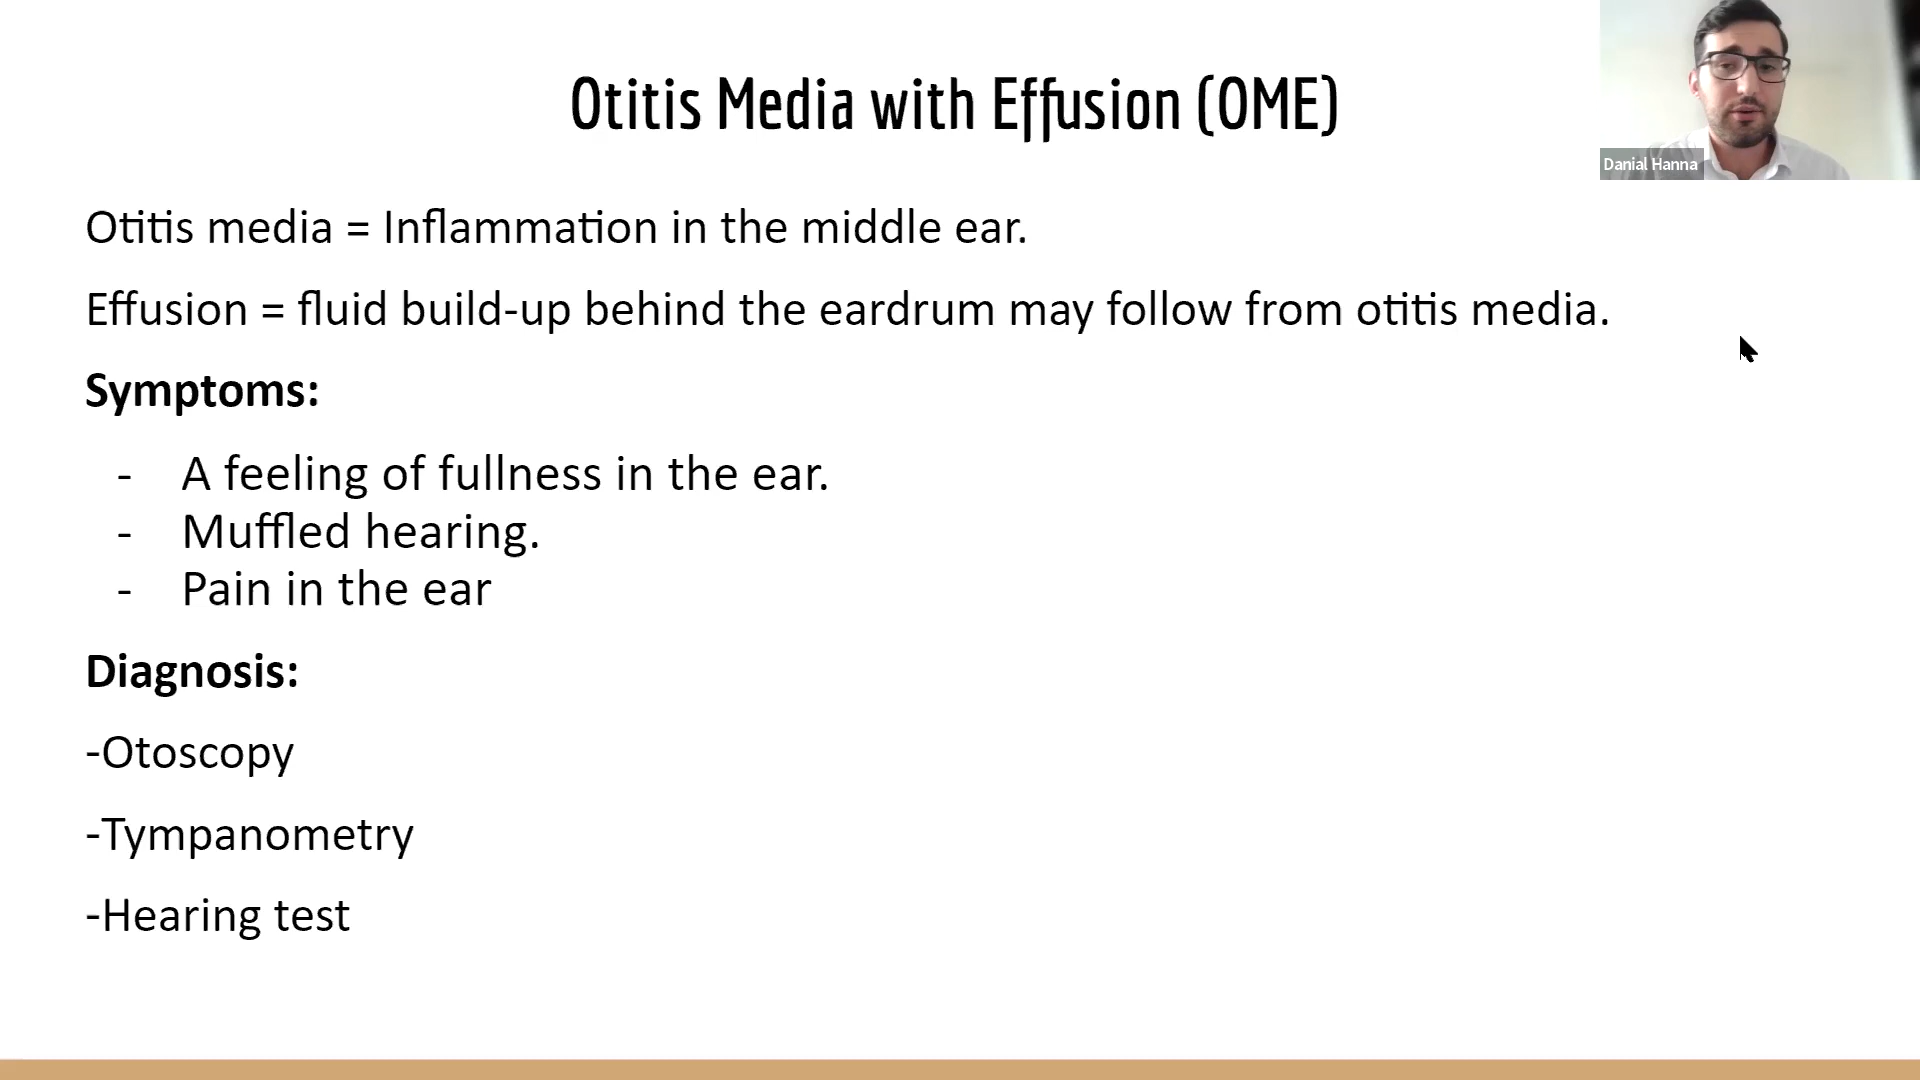 Otitis Media with Effusion (OME)
Danial Hanna
Otitis media = Inflammation in the middle ear.
Effusion = fluid build-up behind the eardrum may follow from otitis media.
Symptoms:
- A feeling of fullness in the ear.
- Muffled hearing.
- Pain in the ear
Diagnosis:
-Otoscopy
-Tympanometry
-Hearing test